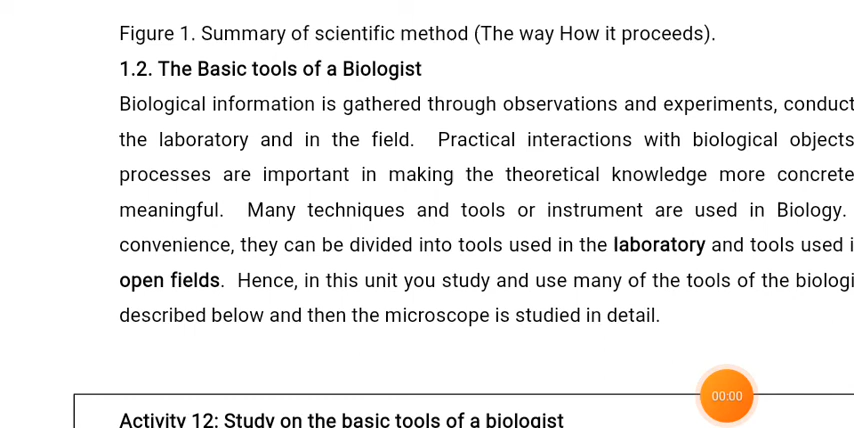 Figure 1. Summary of scientific method (The way How it proceeds).
1.2. The Basic tools of a Biologist
Biological information is gathered through observations and experiments, conduct
the laboratory and in the field. Practical interactions with biological objects
processes are important in making the theoretical knowledge more concrete
meaningful. Many techniques and tools or instrument are used in Biology.
convenience, they can be divided into tools used in the laboratory and tools used i
open fields. Hence, in this unit you study and use many of the tools of the biologi
described below and then the microscope is studied in detail.
00:00
Activity 12: Study on the basic tools of a biologist